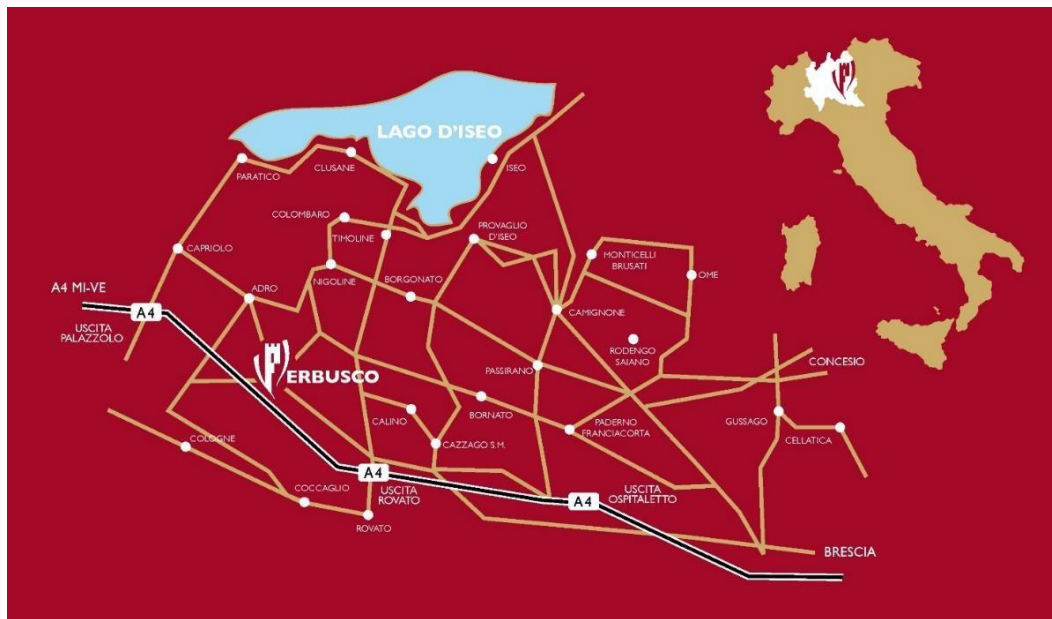 LAGO D'ISEO
PARATICO
CLUSANE
ISEO
COLOMBARO
TIMOLINE
PROVAGLIO
D'ISEO
CAPRIOLO
MONTICELLI
BRUSATI
OME
NIGOLINE
BORGONATO
ADRO
A4 MI-VE
A4
USCITA
PALAZZOLO
CAMIGNONE
RODENGO
SAIANO
ERBUSCO
PASSIRANO
CONCESIO
CALINO
BORNATO
PADERNO
FRANCIACORTA
GUSSAGO
CELLATICA
COLOGNE
CAZZAGO S.M.
A4
USCITA
ROVATO
COCCAGLIO
ROVATO
A4
USCITA
OSPITALETTO
BRESCIA